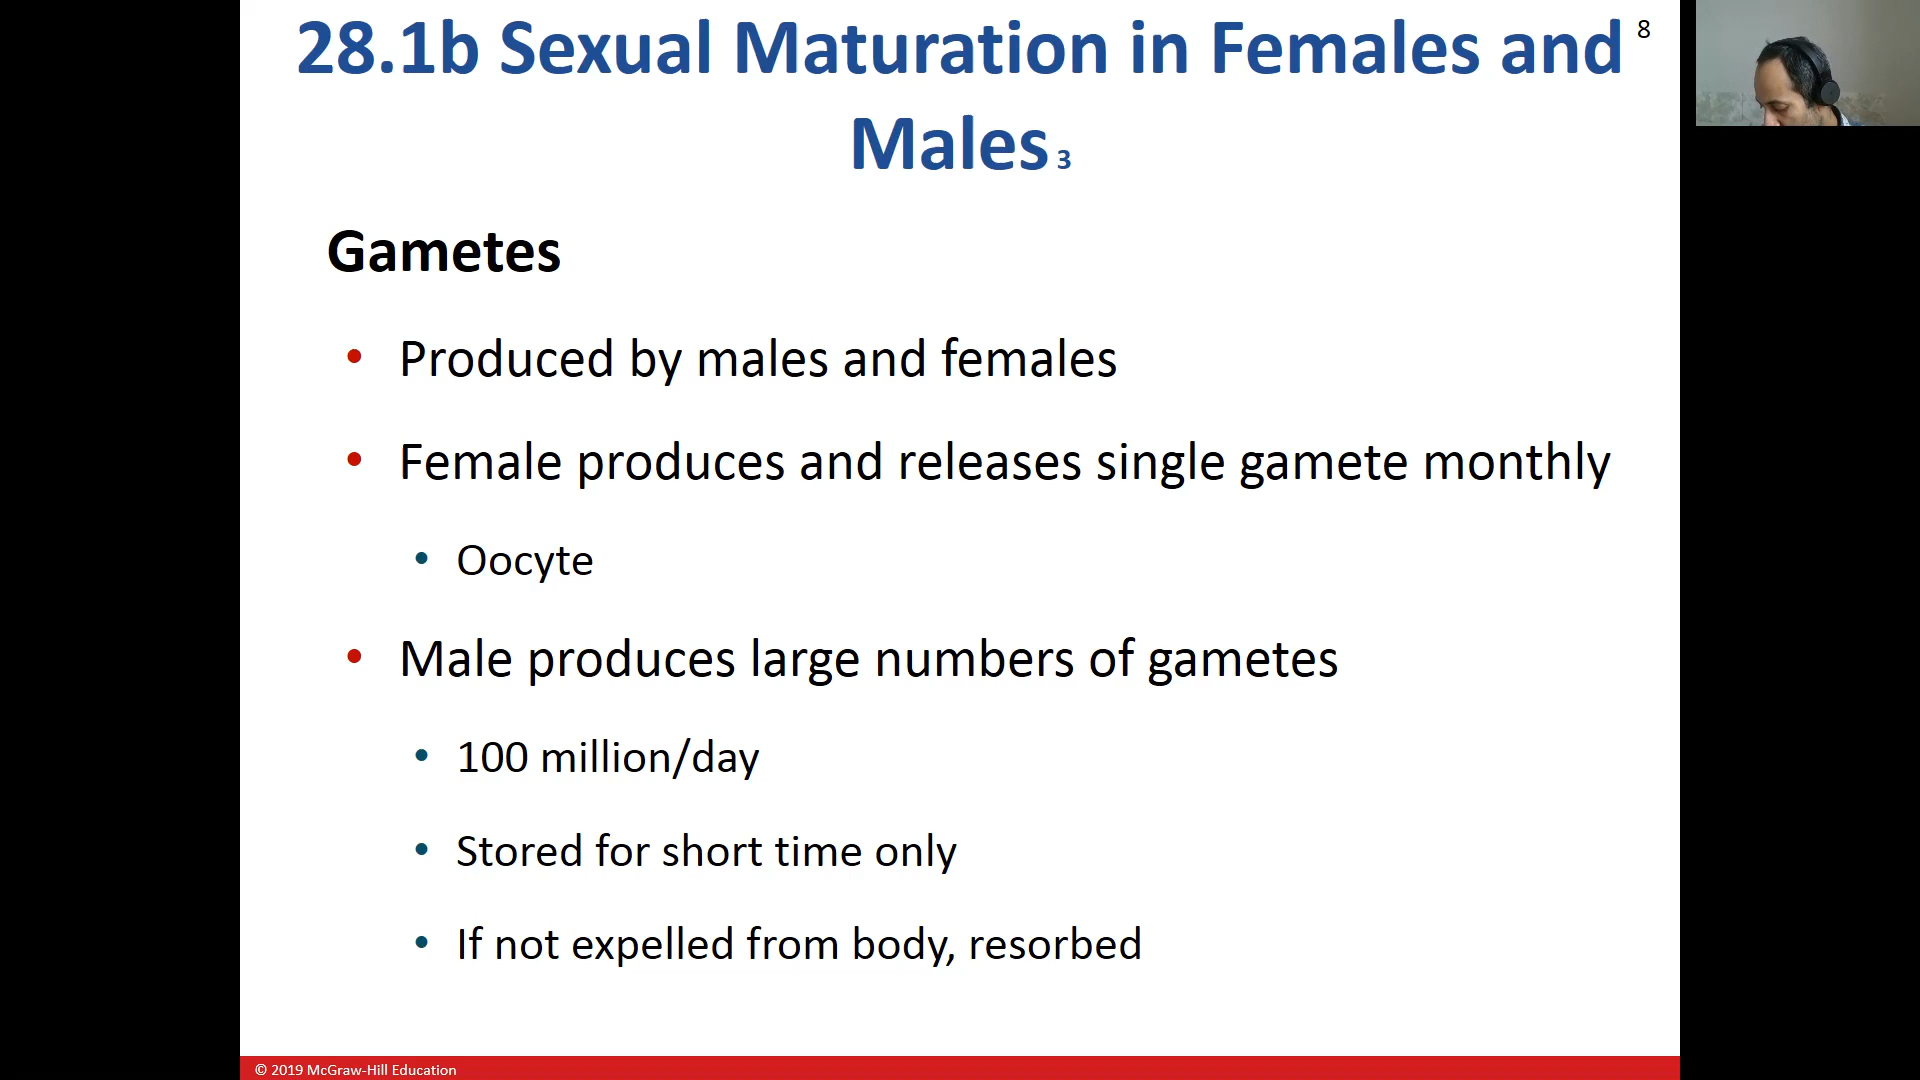 28.1b Sexual Maturation in Females and
8
Males 3
Gametes
• Produced by males and females
• Female produces and releases single gamete monthly
• Oocyte
• Male produces large numbers of gametes
• 100 million/day
• Stored for short time only
• If not expelled from body, resorbed
© 2019 McGraw-Hill Education